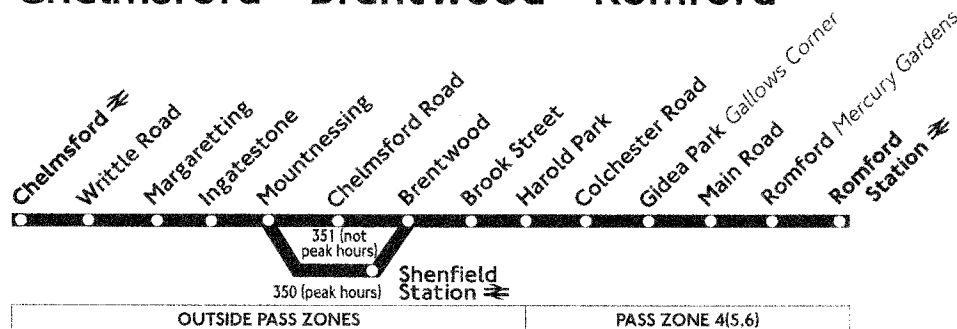 Chelmsford - Brentwood - Romford
Chelmsford
Writtle Road
Margaretting
Ingatestone
Mountnessing
Chelmsford Road
Brentwood
Brook Street
Harold Park
Colchester Road
Gidea Park Gallows Corner
Main Road
Romford Mercury Gardens
Romford
Station
351 (not
peak hours)
350 (peak hours)
Shenfield
Station
OUTSIDE PASS ZONES
PASS ZONE 4(5,6)